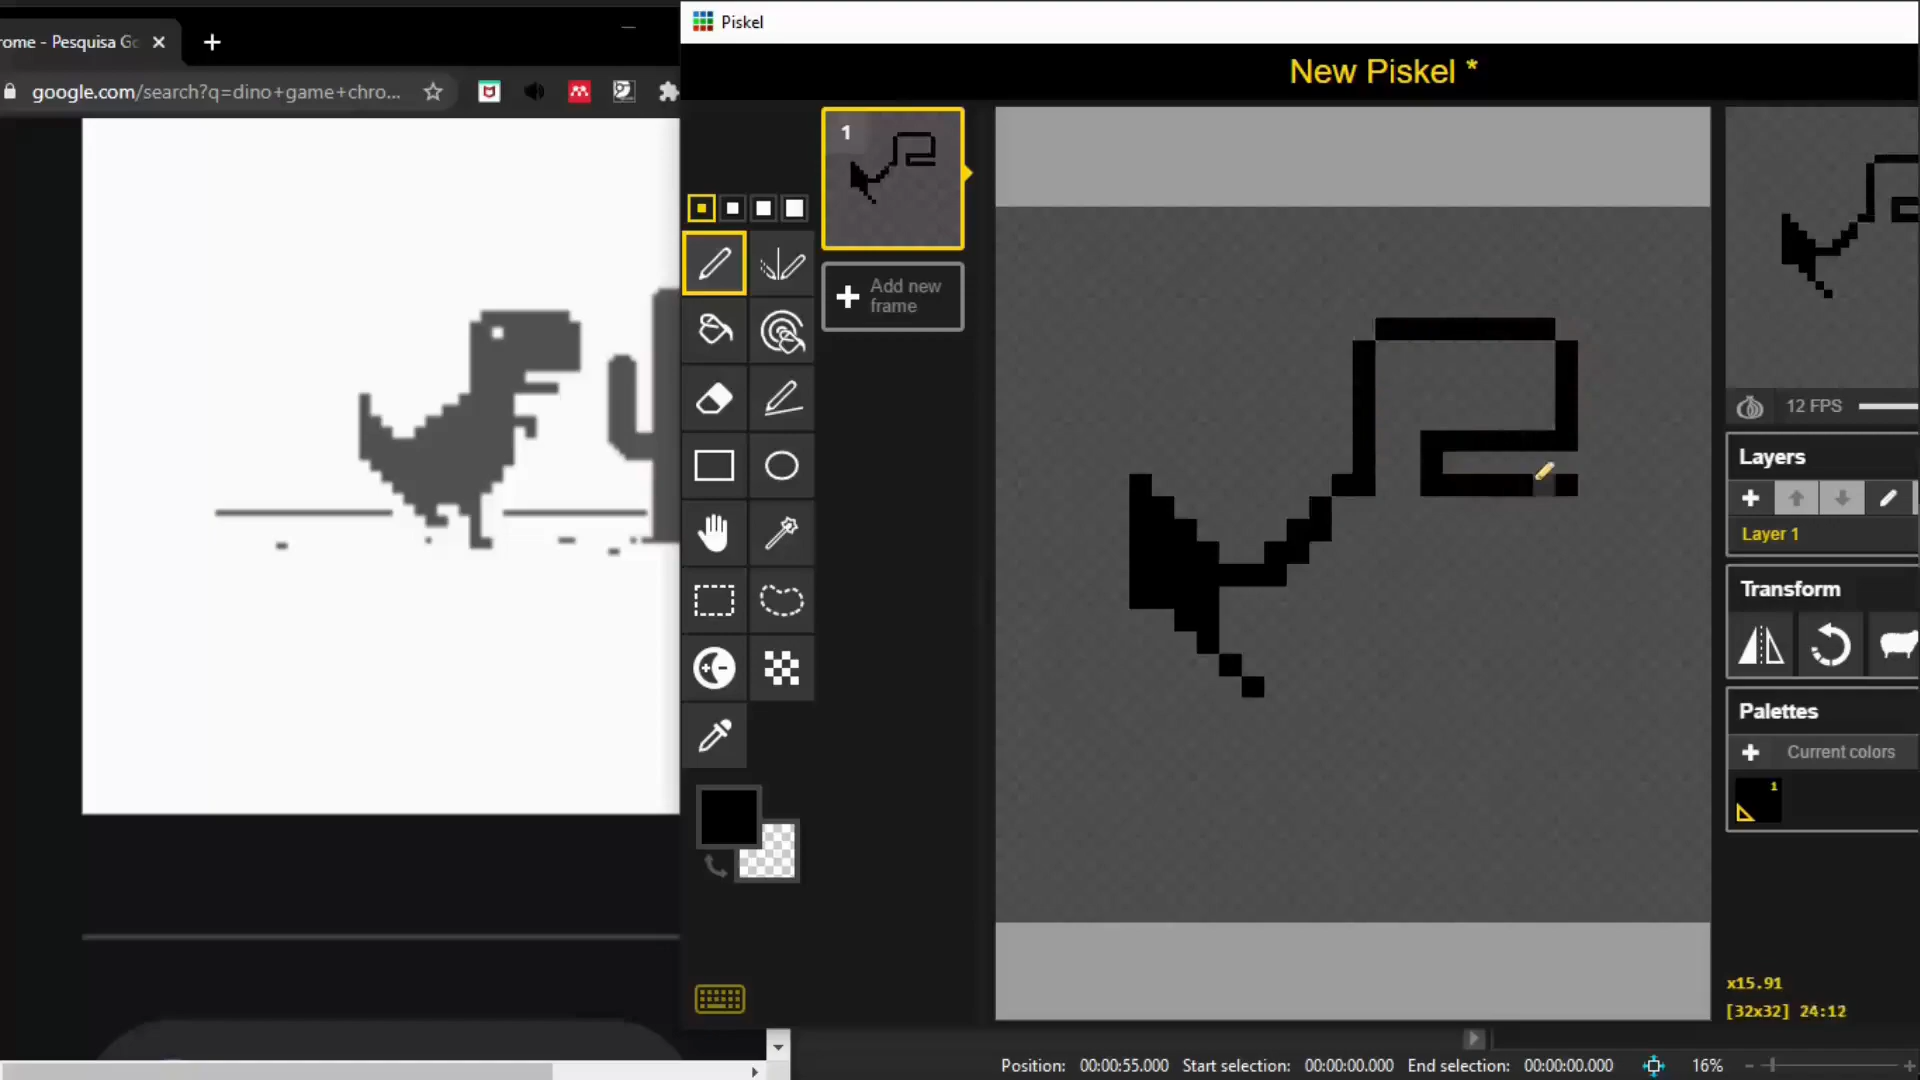 Piskel
rome - Pesquisa Go
google.com/search?q=dino+game+chro...
New Piskel *
1
Add new
frame
12 FPS
Layers
Layer 1
Transform
Palettes
Current colors
1
x15.91
[32x32] 24:12
Position: 00:00:55.000 Start selection: 00:00:00.000 End selection: 00:00:00.000 16%